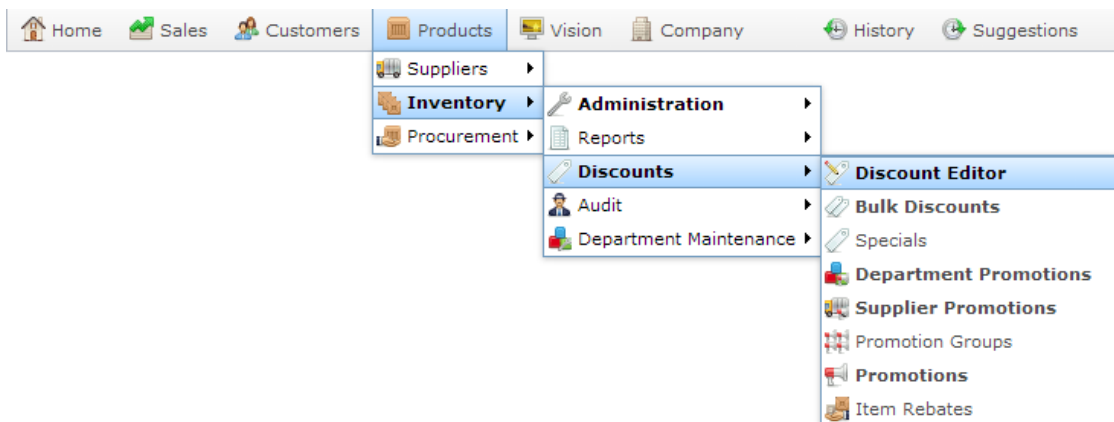 Home Sales Customers Products Vision Company History Suggestions
Suppliers
Inventory
Procurement
Administration
Reports
Discounts
Audit
Department Maintenance
Discount Editor
Bulk Discounts
Specials
Department Promotions
Supplier Promotions
Promotion Groups
Promotions
Item Rebates